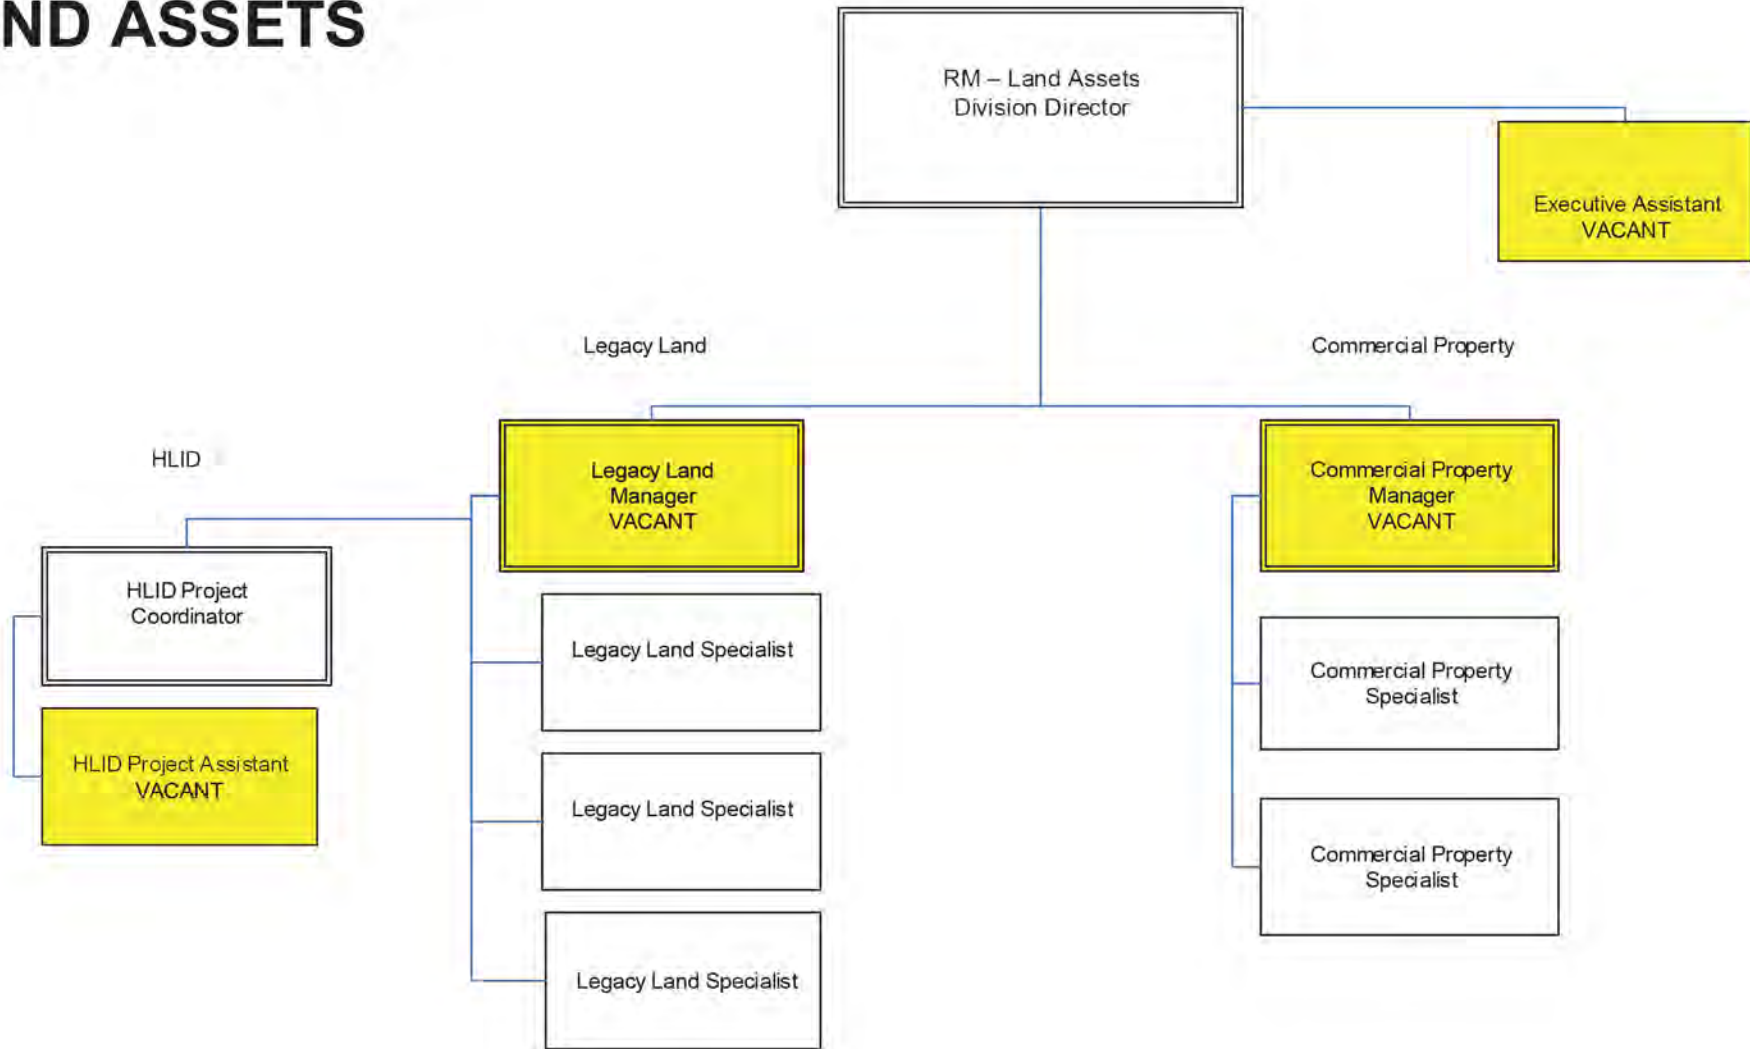 ND ASSETS
RM – Land Assets
Division Director
Executive Assistant
VACANT
Legacy Land
Commercial Property
HLID
Legacy Land
Manager
VACANT
Commercial Property
Manager
VACANT
HLID Project
Coordinator
HLID Project Assistant
VACANT
Legacy Land Specialist
Legacy Land Specialist
Legacy Land Specialist
Commercial Property
Specialist
Commercial Property
Specialist